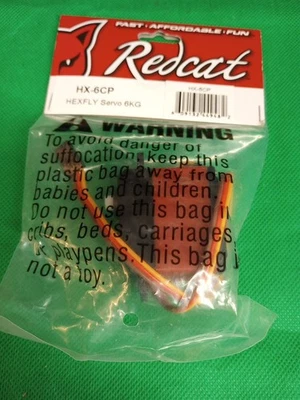 FAST · AFFORDABLE · FUN
Redcat
HX-6CP
HX-6CP
HEXFLY Servo 6KG
WARNING
To avoid danger of
suffocation, keep this
plastic bag away from
babies and children.
Do not use this bag i
cribs, beds, carriages,
or playpens. This bag i
not a toy.